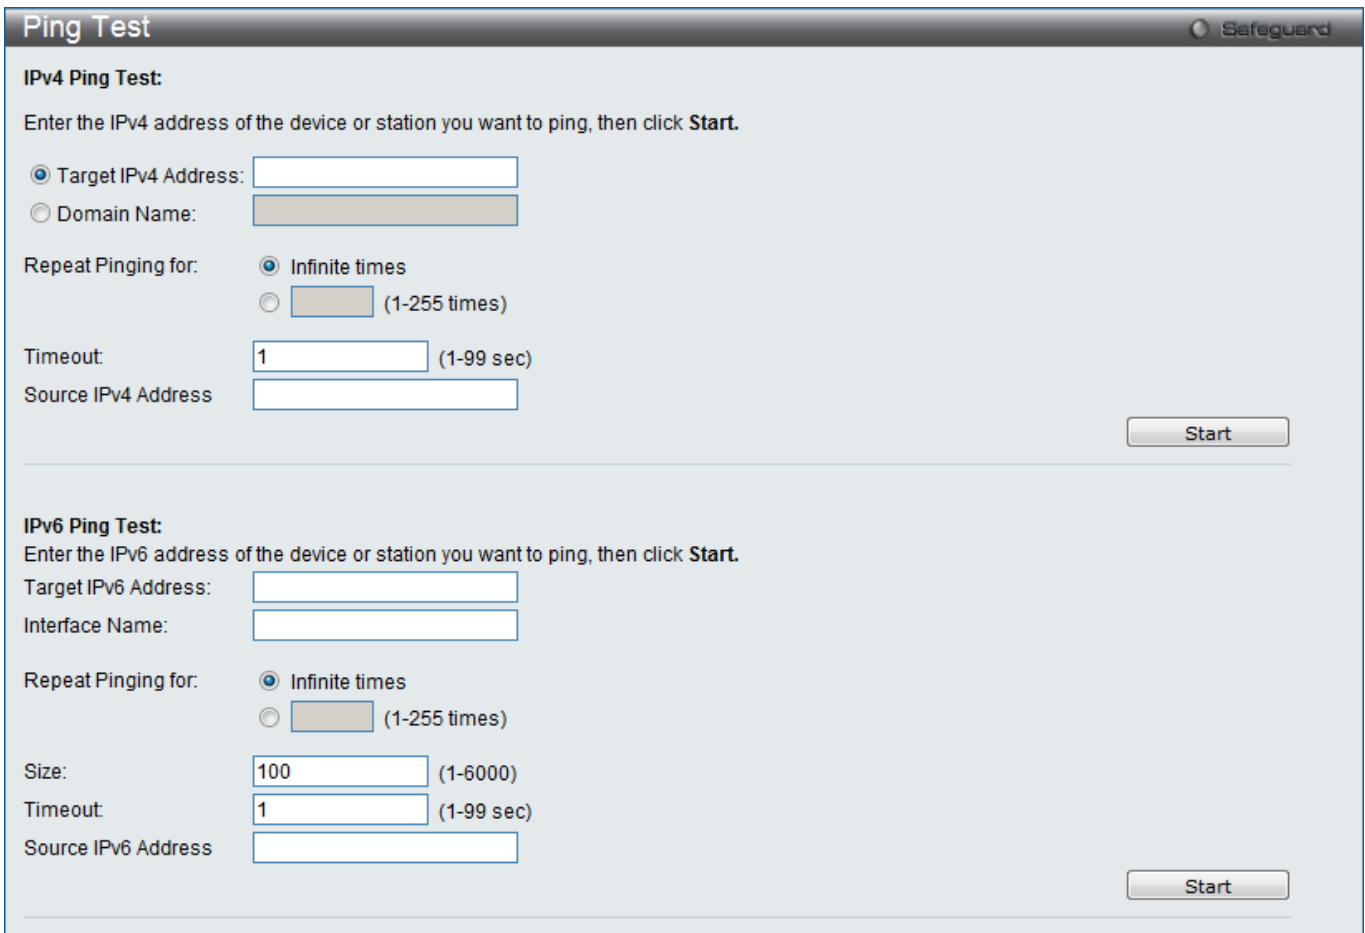 Ping Test
Safeguard
IPv4 Ping Test:
Enter the IPv4 address of the device or station you want to ping, then click Start.
Target IPv4 Address:
Domain Name:
Repeat Pinging for:
Infinite times
(1-255 times)
Timeout: 1 (1-99 sec)
Source IPv4 Address
Start
IPv6 Ping Test:
Enter the IPv6 address of the device or station you want to ping, then click Start.
Target IPv6 Address:
Interface Name:
Repeat Pinging for:
Infinite times
(1-255 times)
Size: 100 (1-6000)
Timeout: 1 (1-99 sec)
Source IPv6 Address
Start